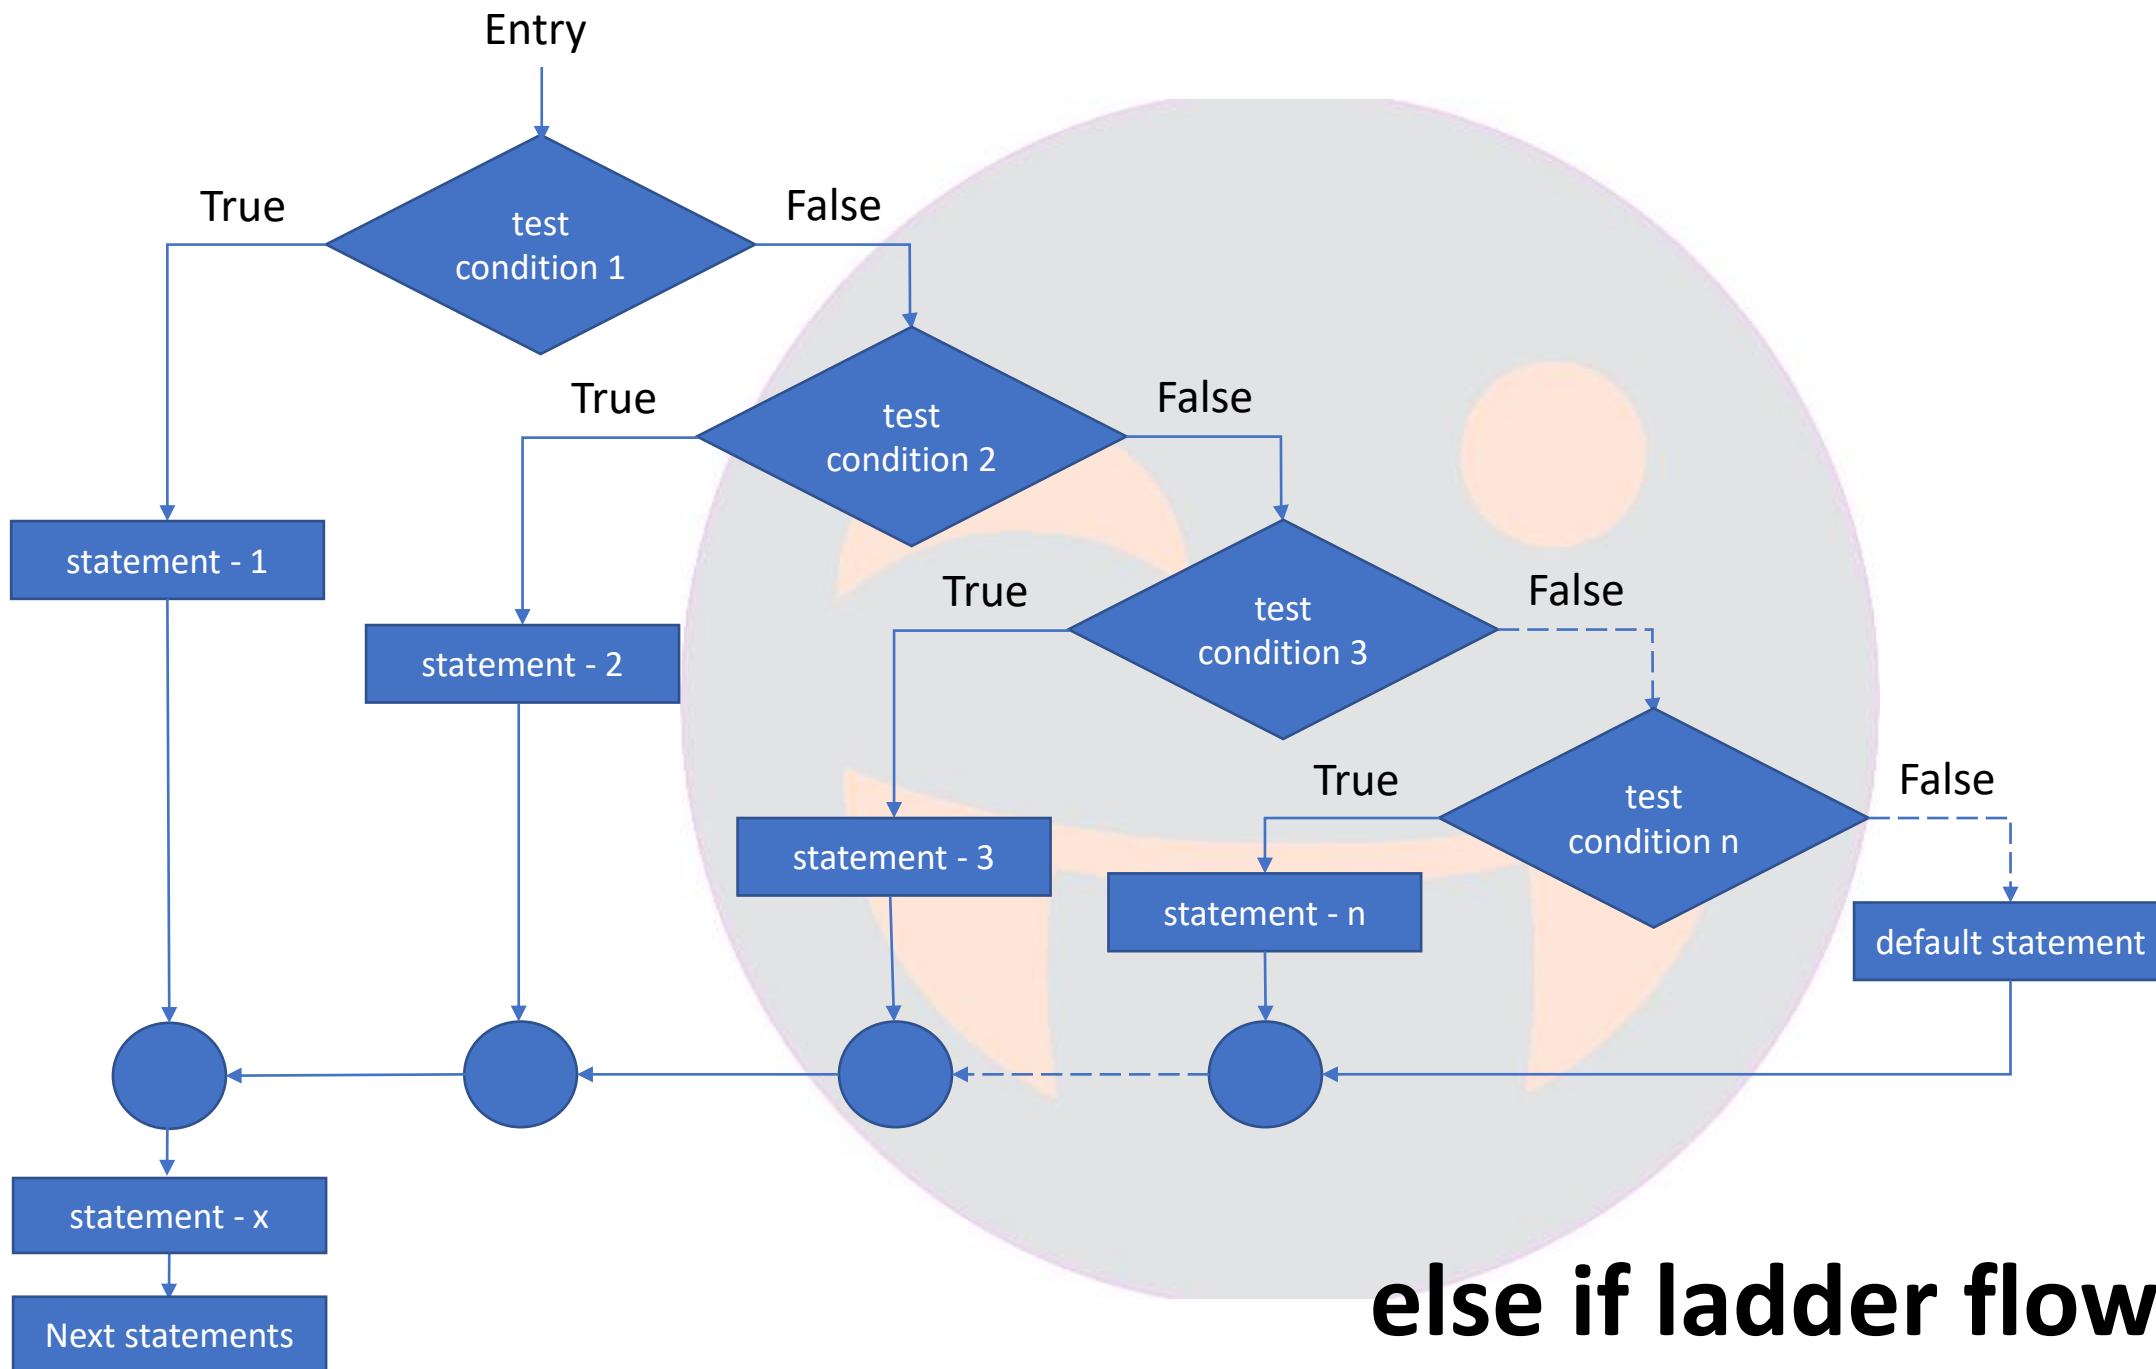 Entry
True
False
test
condition 1
True
False
test
condition 2
statement - 1
True
False
test
condition 3
statement - 2
True
False
test
condition n
statement - 3
statement - n
default statement
statement - x
Next statements
else if ladder flow